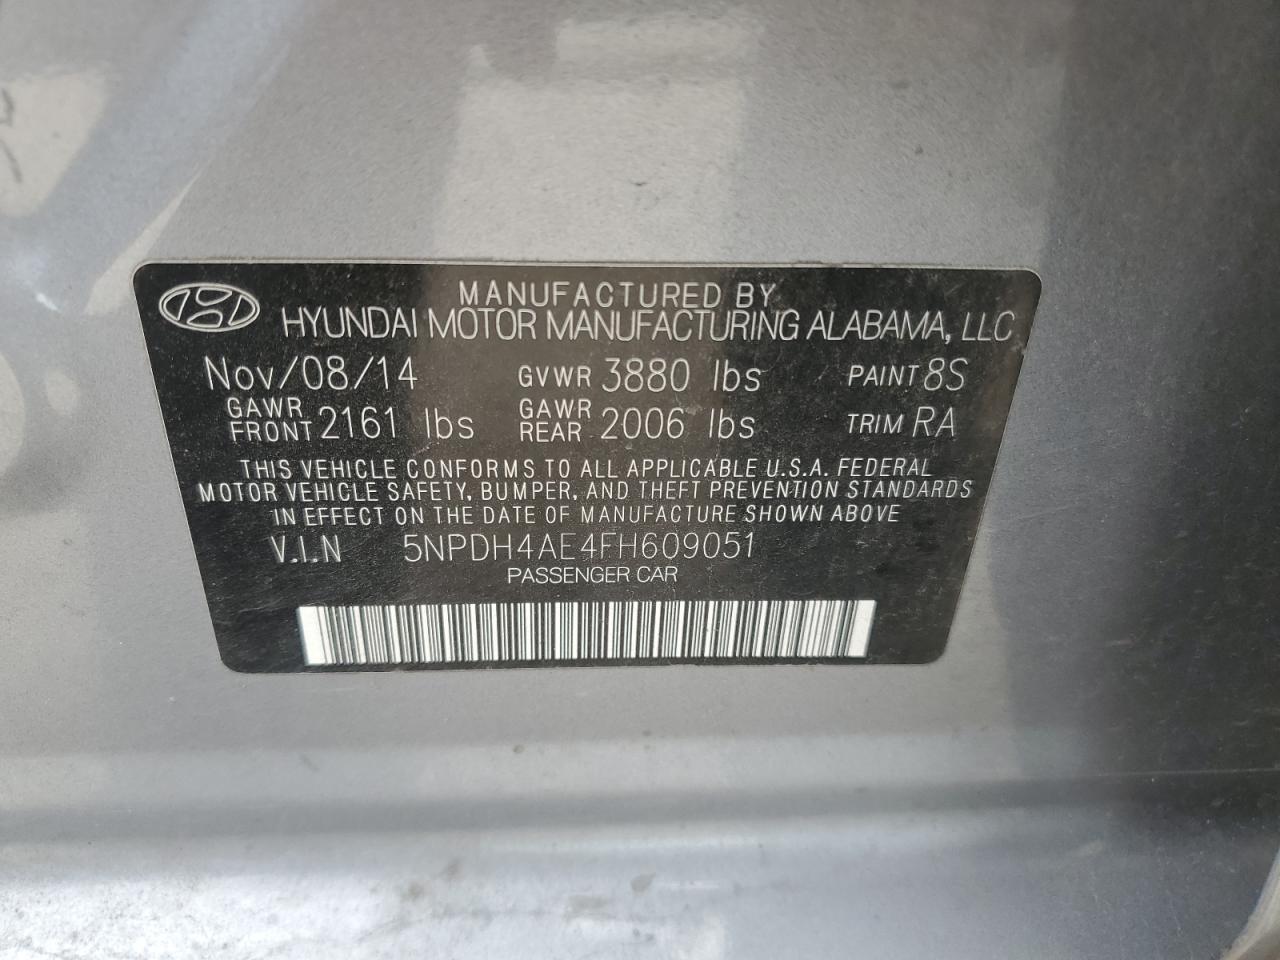 MANUFACTURED BY
HYUNDAI MOTOR MANUFACTURING ALABAMA, LLC
Nov/08/14 GVWR 3880 lbs PAINT 8S
GAWR FRONT 2161 lbs GAWR REAR 2006 lbs TRIM RA
THIS VEHICLE CONFORMS TO ALL APPLICABLE U.S.A. FEDERAL
MOTOR VEHICLE SAFETY, BUMPER, AND THEFT PREVENTION STANDARDS
IN EFFECT ON THE DATE OF MANUFACTURE SHOWN ABOVE
V.I.N 5NPDH4AE4FH609051
PASSENGER CAR